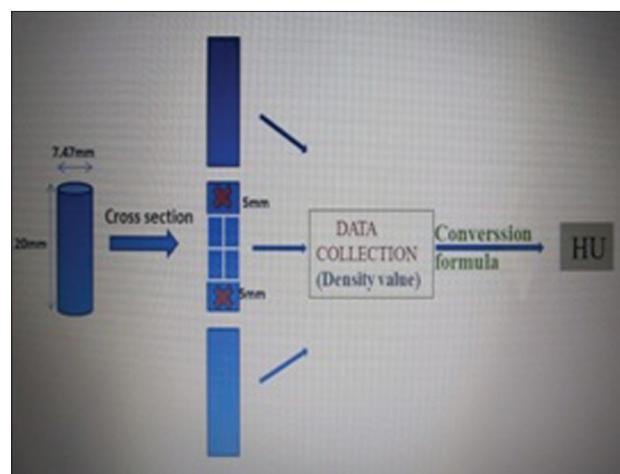 7.47mm
20mm
Cross section
5mm
5mm
DATA
COLLECTION
(Density value)
Converssion
formula
HU